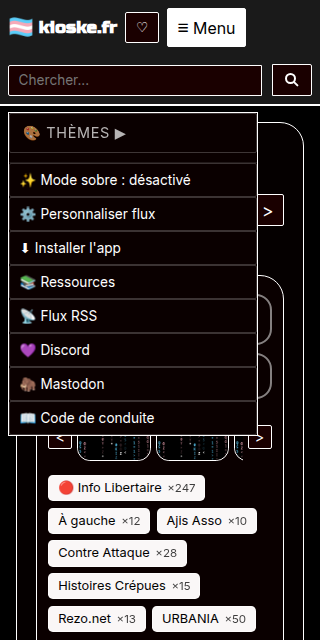 kioske.fr
♡
≡ Menu
Chercher...
🎨 THÈMES ▶
✨ Mode sobre : désactivé
⚙️ Personnaliser flux
⬇ Installer l'app
📚 Ressources
📡 Flux RSS
💜 Discord
🦣 Mastodon
📖 Code de conduite
>
< >
🔴 Info Libertaire ×247
À gauche ×12 Ajis Asso ×10
Contre Attaque ×28
Histoires Crépues ×15
Rezo.net ×13 URBANIA ×50